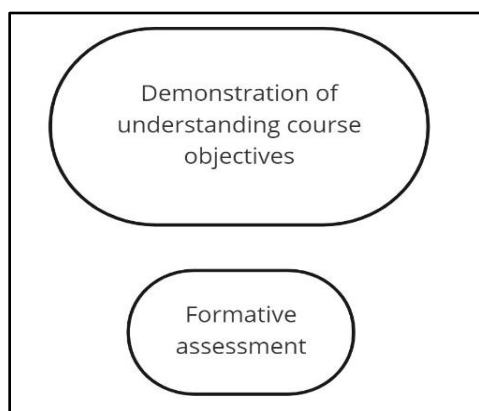 Demonstration of
understanding course
objectives
Formative
assessment